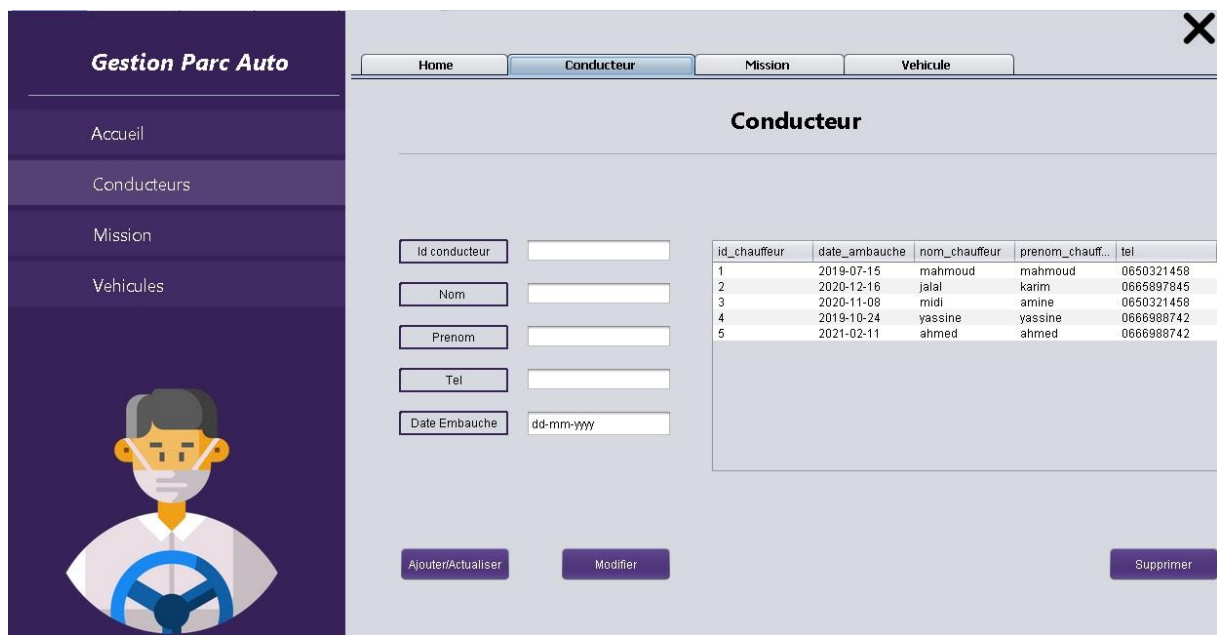 Gestion Parc Auto
Accueil
Conducteurs
Mission
Vehicules
Home Conducteur Mission Vehicule
Conducteur
Id conducteur
Nom
Prenom
Tel
Date Embauche dd-mm-yyyy
id_chauffeur date_ambauche nom_chauffeur prenom_chauff... tel
1 2019-07-15 mahmoud mahmoud 0650321458
2 2020-12-16 jalal karim 0665897845
3 2020-11-08 midi amine 0650321458
4 2019-10-24 yassine yassine 0666988742
5 2021-02-11 ahmed ahmed 0666988742
Ajouter/Actualiser Modifier Supprimer